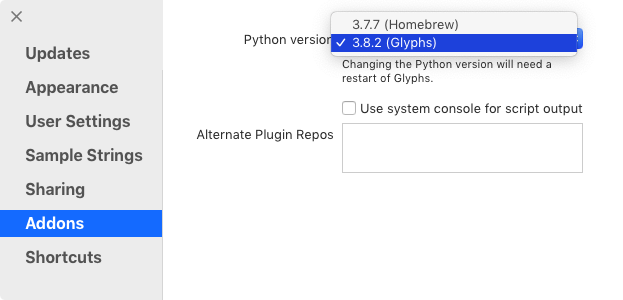 Updates
Appearance
User Settings
Sample Strings
Sharing
Addons
Shortcuts
Python version
3.7.7 (Homebrew)
✓ 3.8.2 (Glyphs)
Changing the Python version will need a
restart of Glyphs.
Use system console for script output
Alternate Plugin Repos